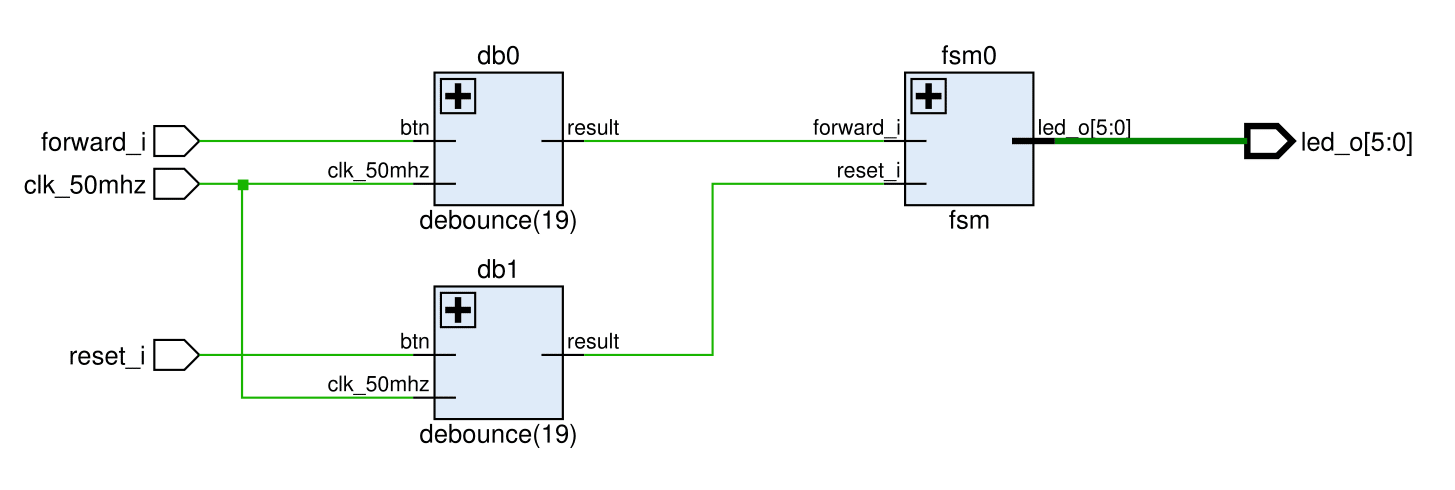 db0
fsm0
forward_i
btn
result
forward_i
led_o[5:0]
led_o[5:0]
clk_50mhz
clk_50mhz
reset_i
debounce(19)
fsm
db1
reset_i
btn
result
clk_50mhz
debounce(19)